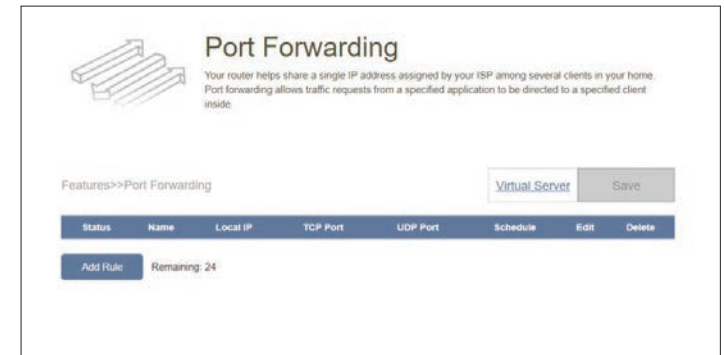 Port Forwarding
Your router helps share a single IP address assigned by your ISP among several clients in your home.
Port forwarding allows traffic requests from a specified application to be directed to a specified client
inside.
Features>>Port Forwarding
Virtual Server
Save
Status Name Local IP TCP Port UDP Port Schedule Edit Delete
Add Rule Remaining: 24